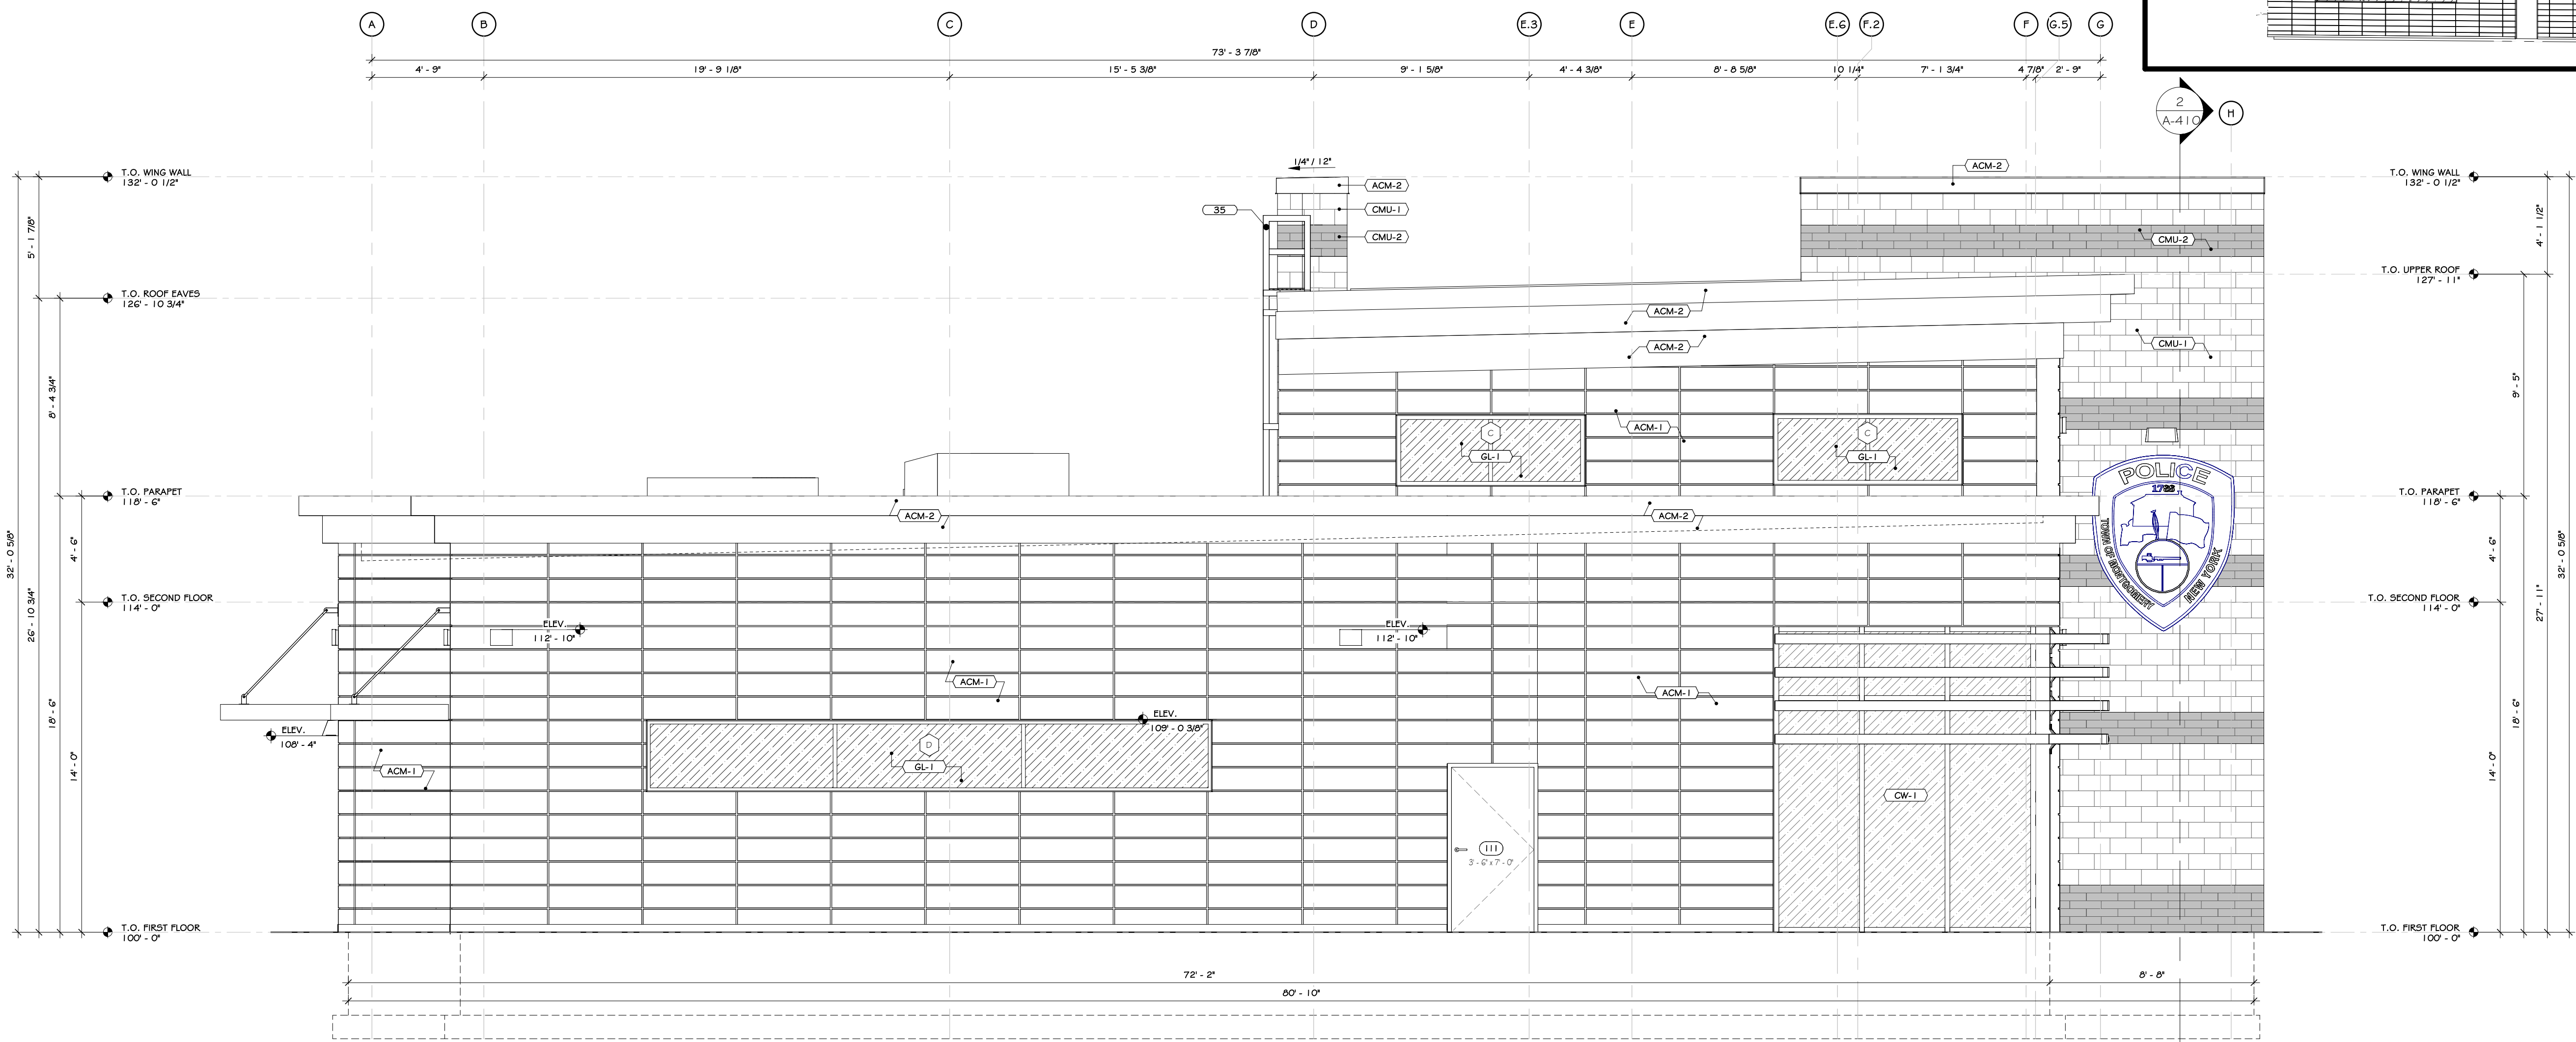 A B C D E.3 E E.6 F.2 F G.5 G
73' - 3 7/8"
4' - 9" 19' - 9 1/8" 15' - 5 3/8" 9' - 1 5/8" 4' - 4 3/8" 8' - 8 5/8" 10 1/4" 7' - 1 3/4" 4 7/8" 2' - 9"
2
A-410
H
1/4" / 12"
ACM-2
T.O. WING WALL
132' - 0 1/2"
ACM-2
T.O. WING WALL
132' - 0 1/2"
35
CMU-1
CMU-2
CMU-2
5' - 1 7/8"
4' - 1 1/2"
T.O. ROOF EAVES
126' - 10 3/4"
T.O. UPPER ROOF
127' - 11"
ACM-2
ACM-2
CMU-1
8' - 4 3/4"
9' - 5"
ACM-1
C
GL-1
C
GL-1
T.O. PARAPET
118' - 6"
T.O. PARAPET
118' - 6"
ACM-2
ACM-2
POLICE
1788
TOWN OF MONTGOMERY
NEW YORK
32' - 0 5/8"
26' - 10 3/4"
18' - 6"
4' - 6"
14' - 0"
4' - 6"
14' - 0"
18' - 6"
27' - 11"
32' - 0 5/8"
T.O. SECOND FLOOR
114' - 0"
T.O. SECOND FLOOR
114' - 0"
ELEV.
112' - 10"
ELEV.
112' - 10"
ACM-1
ACM-1
ELEV.
108' - 4"
ELEV.
109' - 0 3/8"
D
GL-1
ACM-1
CW-1
111
3' - 6" x 7' - 0"
T.O. FIRST FLOOR
100' - 0"
T.O. FIRST FLOOR
100' - 0"
72' - 2" 8' - 8"
80' - 10"